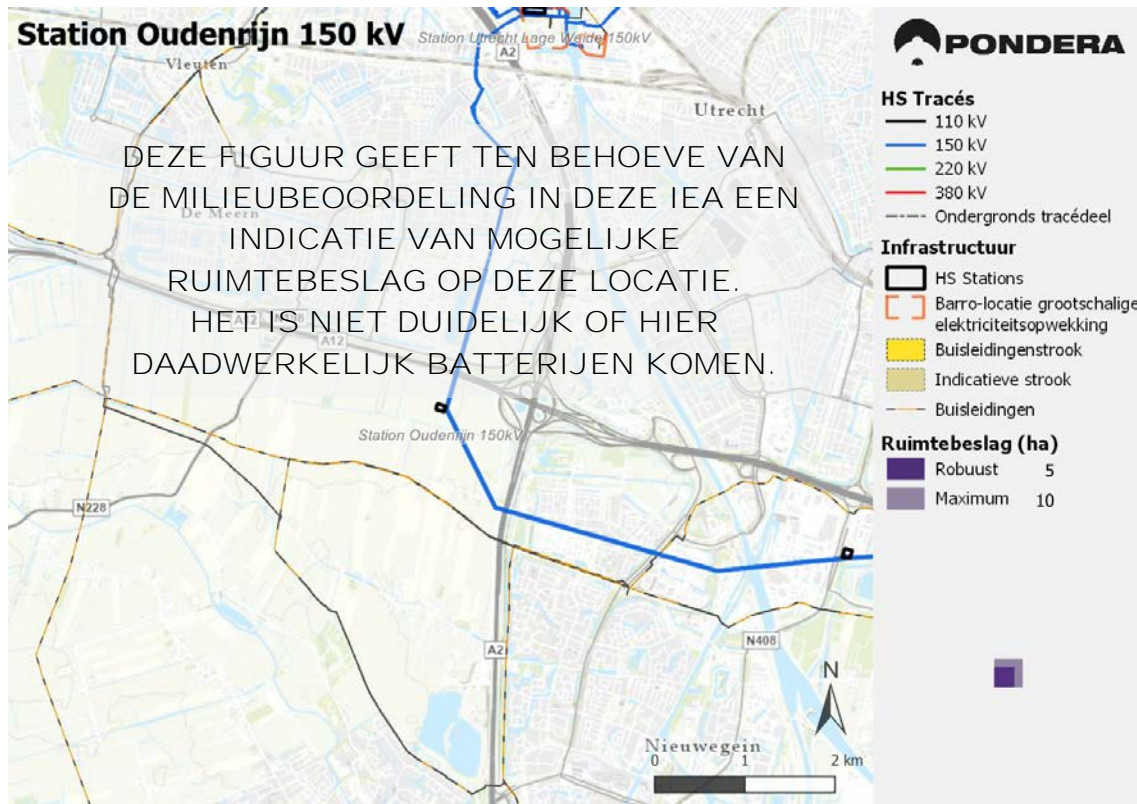 Station Oudenrijn 150 kV
Station Utrecht Lage Weide 150kV
A2
Vleuten
Utrecht
DEZE FIGUUR GEEFT TEN BEHOEVE VAN
DE MILIEUBEOORDELING IN DEZE IEA EEN
De Meern
INDICATIE VAN MOGELIJKE
RUIMTEBESLAG OP DEZE LOCATIE.
HET IS NIET DUIDELIJK OF HIER
A12
A12
DAADWERKELIJK BATTERIJEN KOMEN.
Station Oudenrijn 150kV
N228
A2
N408
Nieuwegein
N
0 1 2 km
PONDERA
HS Tracés
110 kV
150 kV
220 kV
380 kV
Ondergronds tracédeel
Infrastructuur
HS Stations
Barro-locatie grootschalige
elektriciteitsopwekking
Buisleidingenstrook
Indicatieve strook
Buisleidingen
Ruimtebeslag (ha)
Robuust 5
Maximum 10